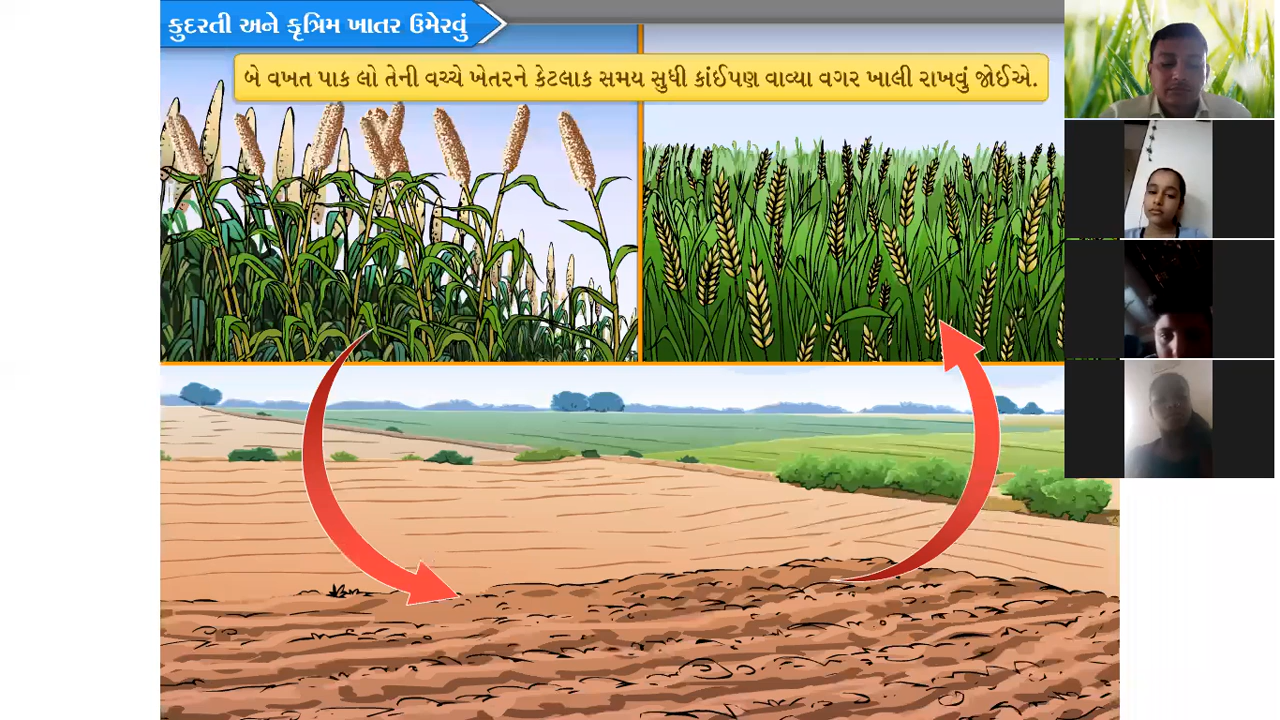 કુદરતી અને કૃત્રિમ ખાતર ઉમેરવું
બે વખત પાક લો તેની વચ્ચે ખેતરને કેટલાક સમય સુધી કાંઈપણ વાવ્યા વગર ખાલી રાખવું જોઈએ.